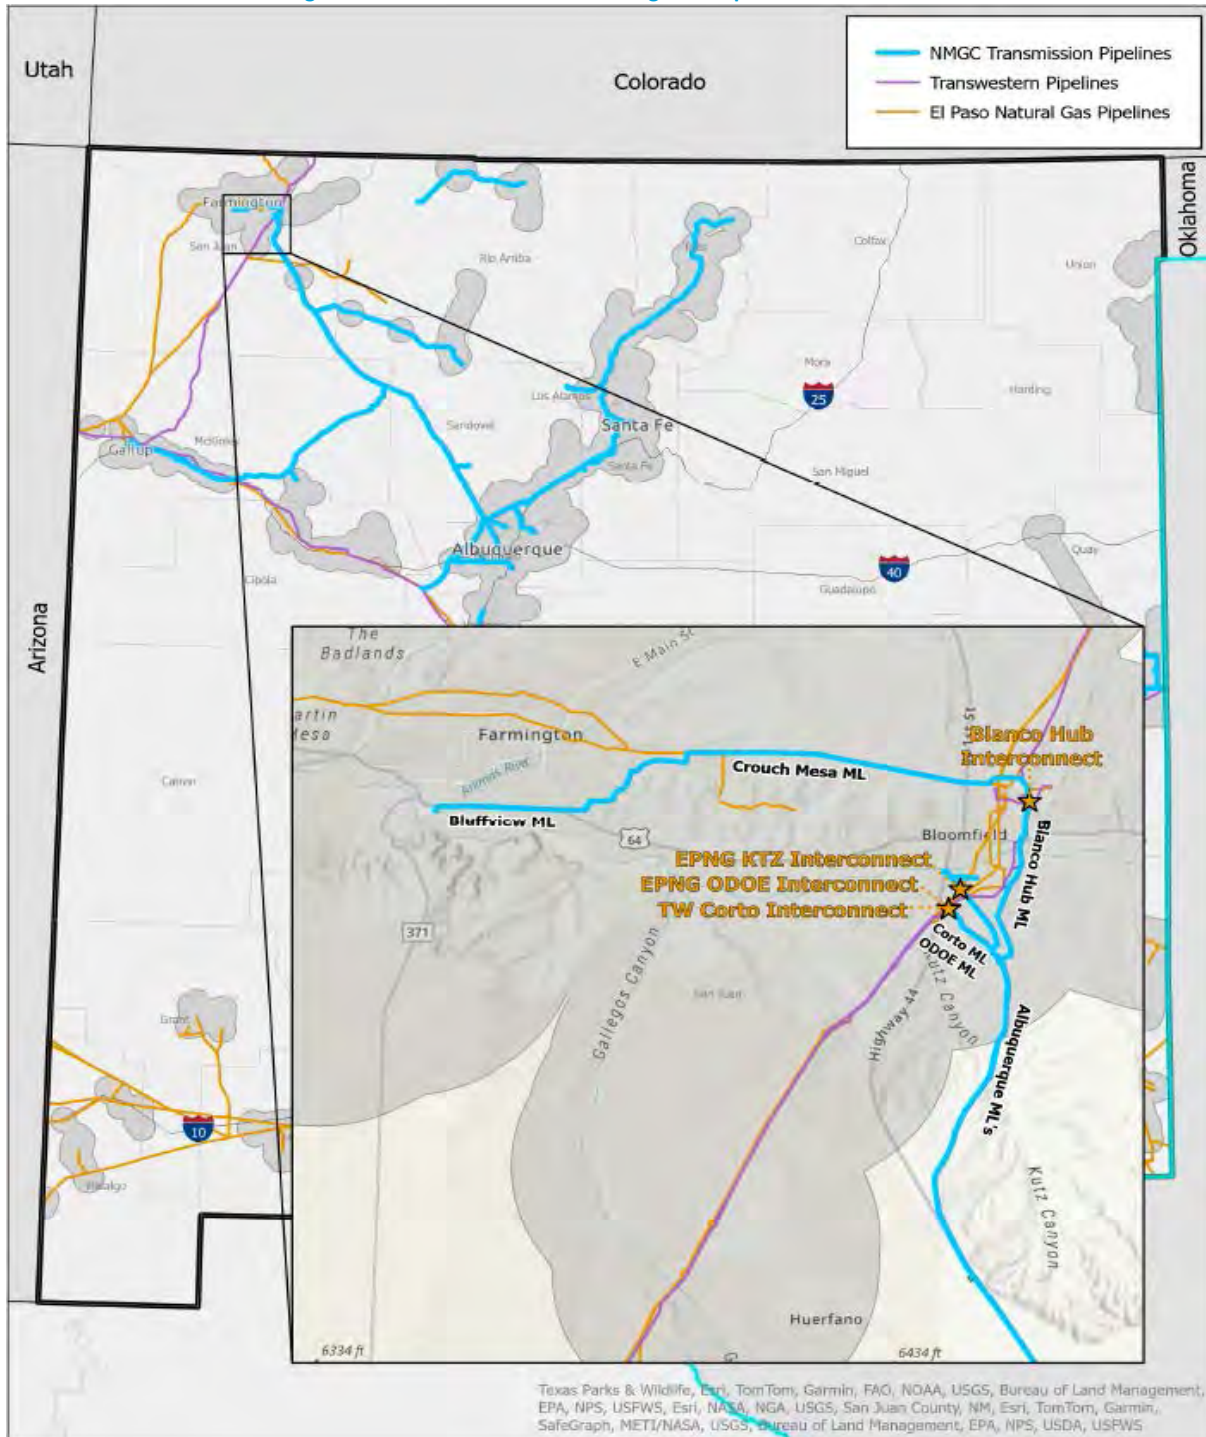 Utah
Colorado
NMGC Transmission Pipelines
Transwestern Pipelines
El Paso Natural Gas Pipelines
Oklahoma
Farmington
San Juan
Rio Arriba
Colfax
Union
Mora
Harding
25
Los Alamos
Santa Fe
Santa Fe
Sandoval
McKinley
Gallup
San Miguel
Albuquerque
Quay
40
Guadalupe
Cibola
Arizona
Catron
Grant
10
Hidalgo
The
Badlands
E Main St
Farmington
Animas River
Crouch Mesa ML
Bluffview ML
64
Blanco Hub
Interconnect
Bloomfield
Blanco Hub ML
EPNG KTZ Interconnect
EPNG ODOE Interconnect
TW Corto Interconnect
Corto ML
ODOE ML
371
Gallegos Canyon
San Juan
Highway 44
Kutz Canyon
Albuquerque ML's
Kutz Canyon
Huerfano
6334 ft
6434 ft
Texas Parks & Wildlife, Esri, TomTom, Garmin, FAO, NOAA, USGS, Bureau of Land Management,
EPA, NPS, USFWS, Esri, NASA, NGA, USGS, San Juan County, NM, Esri, TomTom, Garmin,
SafeGraph, METI/NASA, USGS, Bureau of Land Management, EPA, NPS, USDA, USFWS